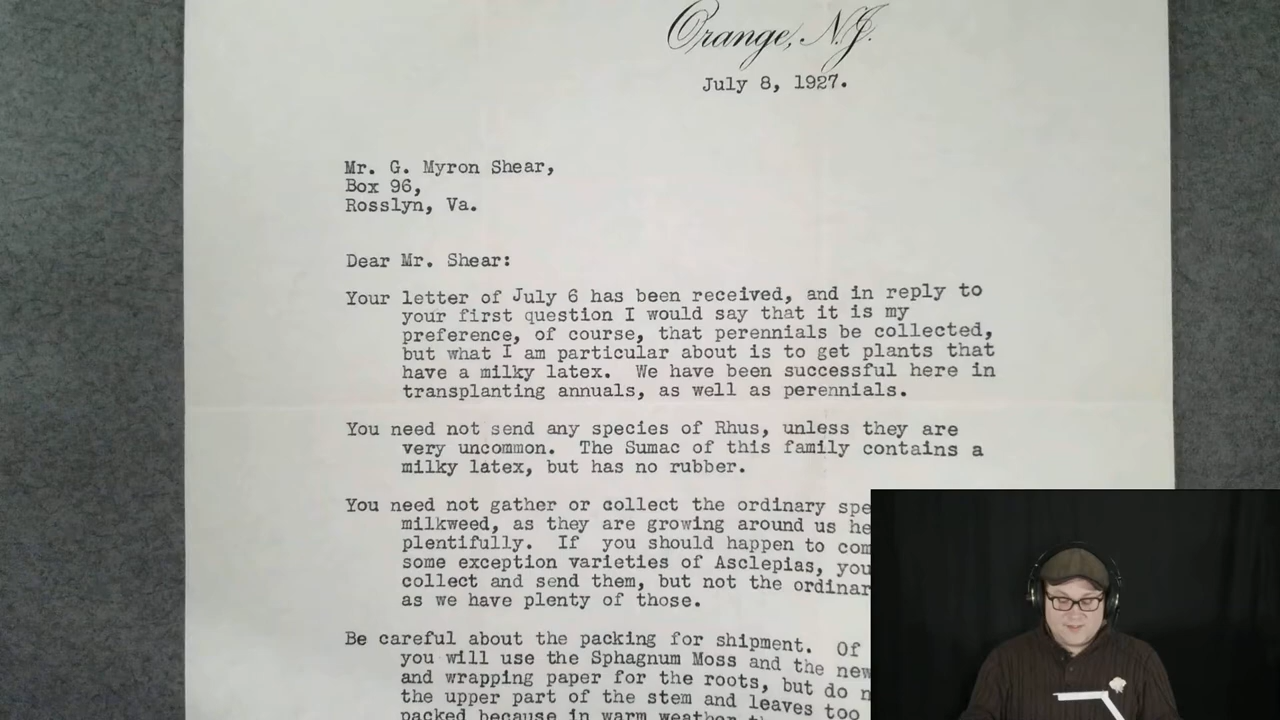 Orange, N.J.
July 8, 1927.
Mr. G. Myron Shear,
Box 96,
Rosslyn, Va.
Dear Mr. Shear:
Your letter of July 6 has been received, and in reply to
your first question I would say that it is my
preference, of course, that perennials be collected,
but what I am particular about is to get plants that
have a milky latex. We have been successful here in
transplanting annuals, as well as perennials.
You need not send any species of Rhus, unless they are
very uncommon. The Sumac of this family contains a
milky latex, but has no rubber.
You need not gather or collect the ordinary spe
milkweed, as they are growing around us he
plentifully. If you should happen to com
some exception varieties of Asclepias, you
collect and send them, but not the ordinar
as we have plenty of those.
Be careful about the packing for shipment. Of
you will use the Sphagnum Moss and the new
and wrapping paper for the roots, but do n
the upper part of the stem and leaves too
packed because in warm weather